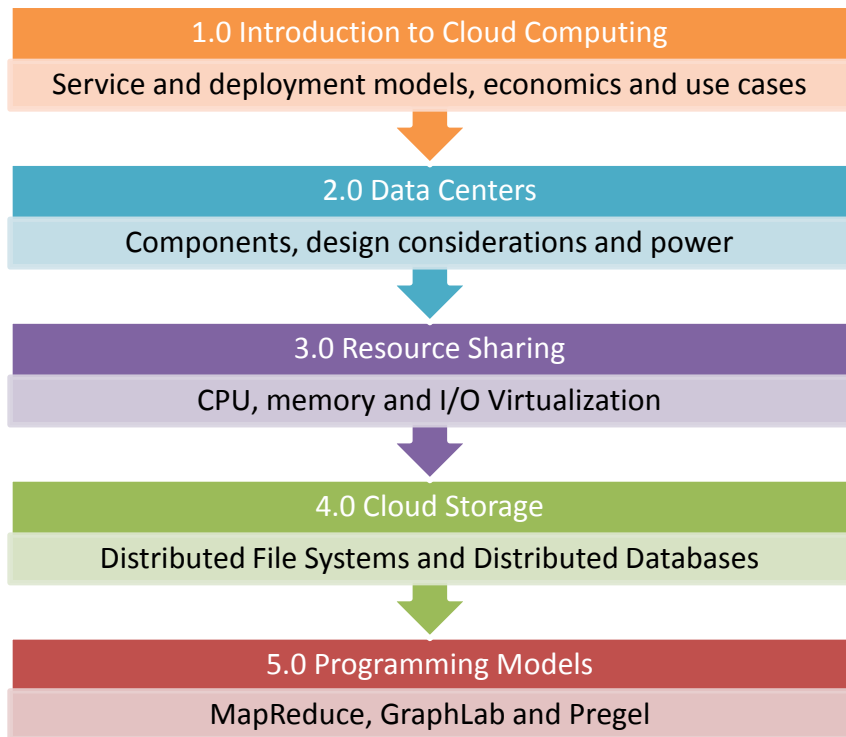 1.0 Introduction to Cloud Computing
Service and deployment models, economics and use cases
2.0 Data Centers
Components, design considerations and power
3.0 Resource Sharing
CPU, memory and I/O Virtualization
4.0 Cloud Storage
Distributed File Systems and Distributed Databases
5.0 Programming Models
MapReduce, GraphLab and Pregel